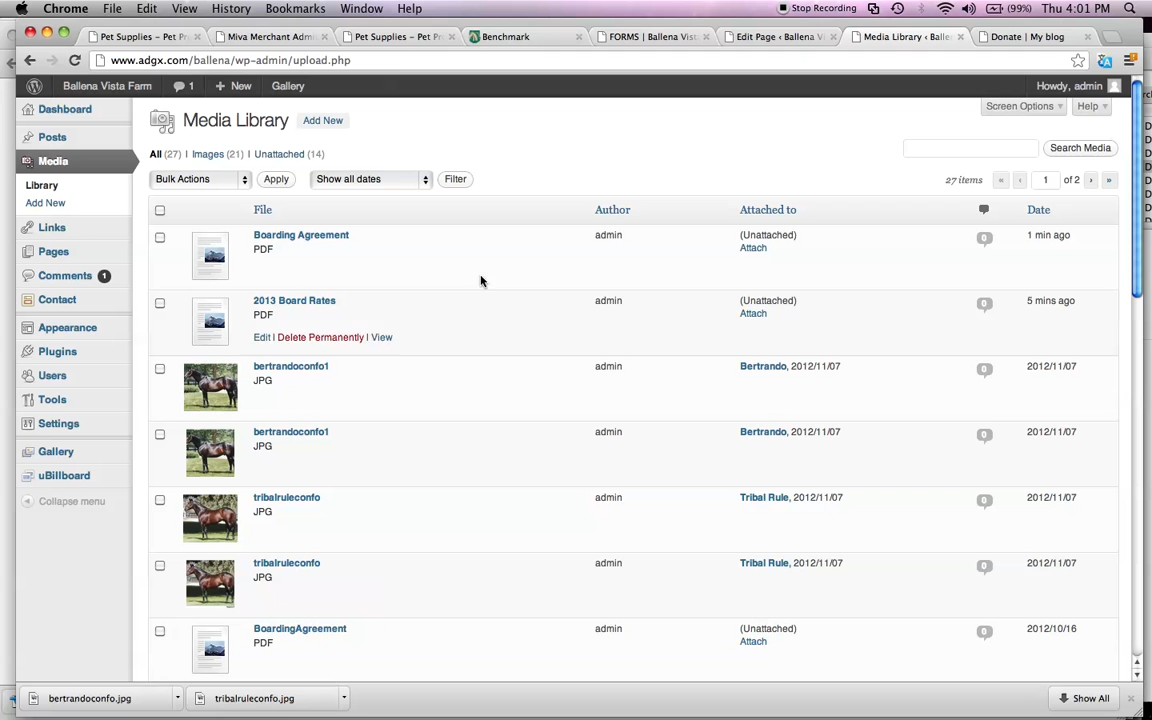 Chrome File Edit View History Bookmarks Window Help Stop Recording (99%) Thu 4:01 PM
Pet Supplies – Pet Pr Miva Merchant Admi Pet Supplies – Pet Pr Benchmark FORMS | Ballena Vist Edit Page ‹ Ballena Vi Media Library ‹ Balle Donate | My blog
www.adgx.com/ballena/wp-admin/upload.php
Ballena Vista Farm 1 + New Gallery Howdy, admin
Dashboard
Posts
Media
Library
Add New
Links
Pages
Comments 1
Contact
Appearance
Plugins
Users
Tools
Settings
Gallery
uBillboard
Collapse menu
Screen Options Help
Media Library Add New
All (27) | Images (21) | Unattached (14)
Search Media
Bulk Actions Apply Show all dates Filter 27 items « ‹ 1 of 2 › »
File Author Attached to Date
Boarding Agreement admin (Unattached) 0 1 min ago
PDF Attach
2013 Board Rates admin (Unattached) 0 5 mins ago
PDF Attach
Edit | Delete Permanently | View
bertrandoconfo1 admin Bertrando, 2012/11/07 0 2012/11/07
JPG
bertrandoconfo1 admin Bertrando, 2012/11/07 0 2012/11/07
JPG
tribalruleconfo admin Tribal Rule, 2012/11/07 0 2012/11/07
JPG
tribalruleconfo admin Tribal Rule, 2012/11/07 0 2012/11/07
JPG
BoardingAgreement admin (Unattached) 0 2012/10/16
PDF Attach
bertrandoconfo.jpg tribalruleconfo.jpg Show All